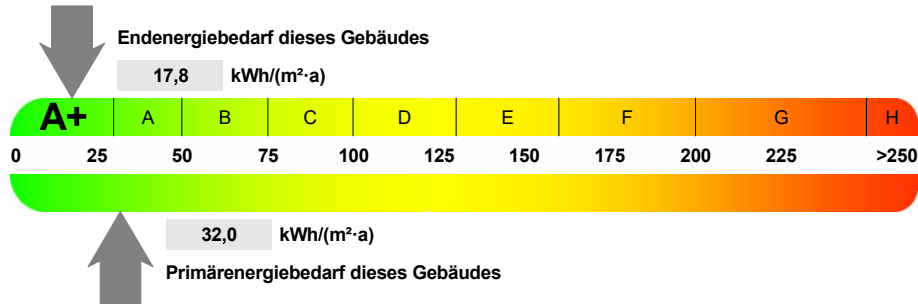 Endenergiebedarf dieses Gebäudes
17,8 kWh/(m²·a)
A+ A B C D E F G H
0 25 50 75 100 125 150 175 200 225 >250
32,0 kWh/(m²·a)
Primärenergiebedarf dieses Gebäudes